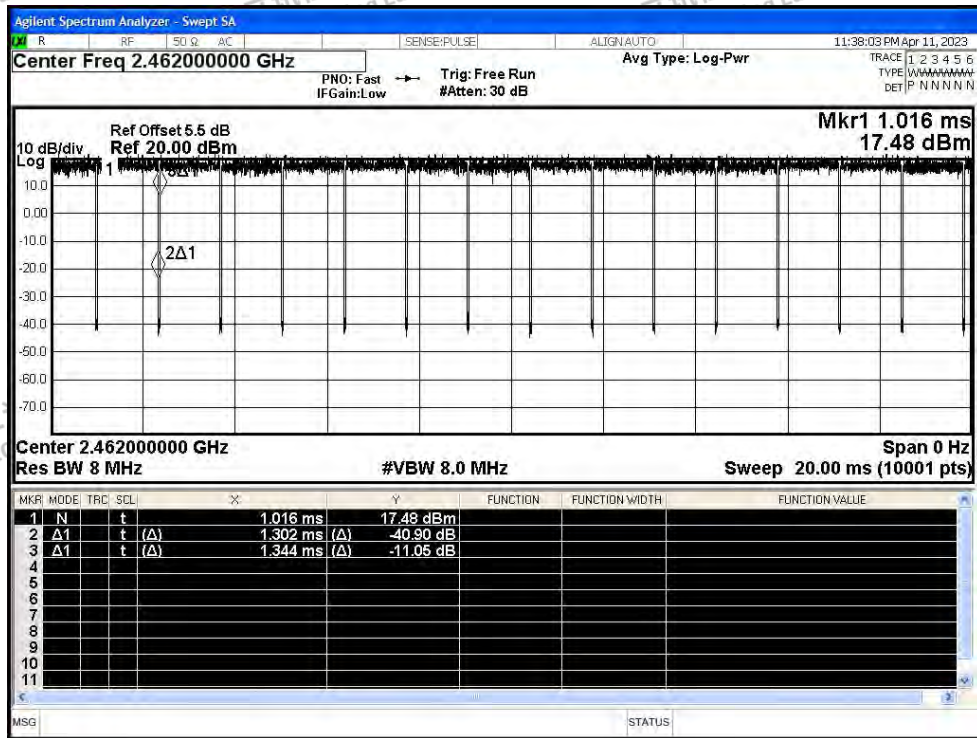 Agilent Spectrum Analyzer - Swept SA
R RF 50 Ω AC SENSE:PULSE ALIGN AUTO 11:38:03 PM Apr 11, 2023
Center Freq 2.462000000 GHz
Avg Type: Log-Pwr
TRACE 1 2 3 4 5 6
PNO: Fast Trig: Free Run
TYPE WWWWWW
IFGain:Low #Atten: 30 dB
DET P N N N N N
Mkr1 1.016 ms
Ref Offset 5.5 dB
10 dB/div Ref 20.00 dBm 17.48 dBm
Log
1 3Δ1
10.0
0.00
-10.0
2Δ1
-20.0
-30.0
-40.0
-50.0
-60.0
-70.0
Center 2.462000000 GHz Span 0 Hz
Res BW 8 MHz #VBW 8.0 MHz Sweep 20.00 ms (10001 pts)
MKR MODE TRC SCL X Y FUNCTION FUNCTION WIDTH FUNCTION VALUE
1 N t 1.016 ms 17.48 dBm
2 Δ1 t (Δ) 1.302 ms (Δ) -40.90 dB
3 Δ1 t (Δ) 1.344 ms (Δ) -11.05 dB
4
5
6
7
8
9
10
11
MSG STATUS